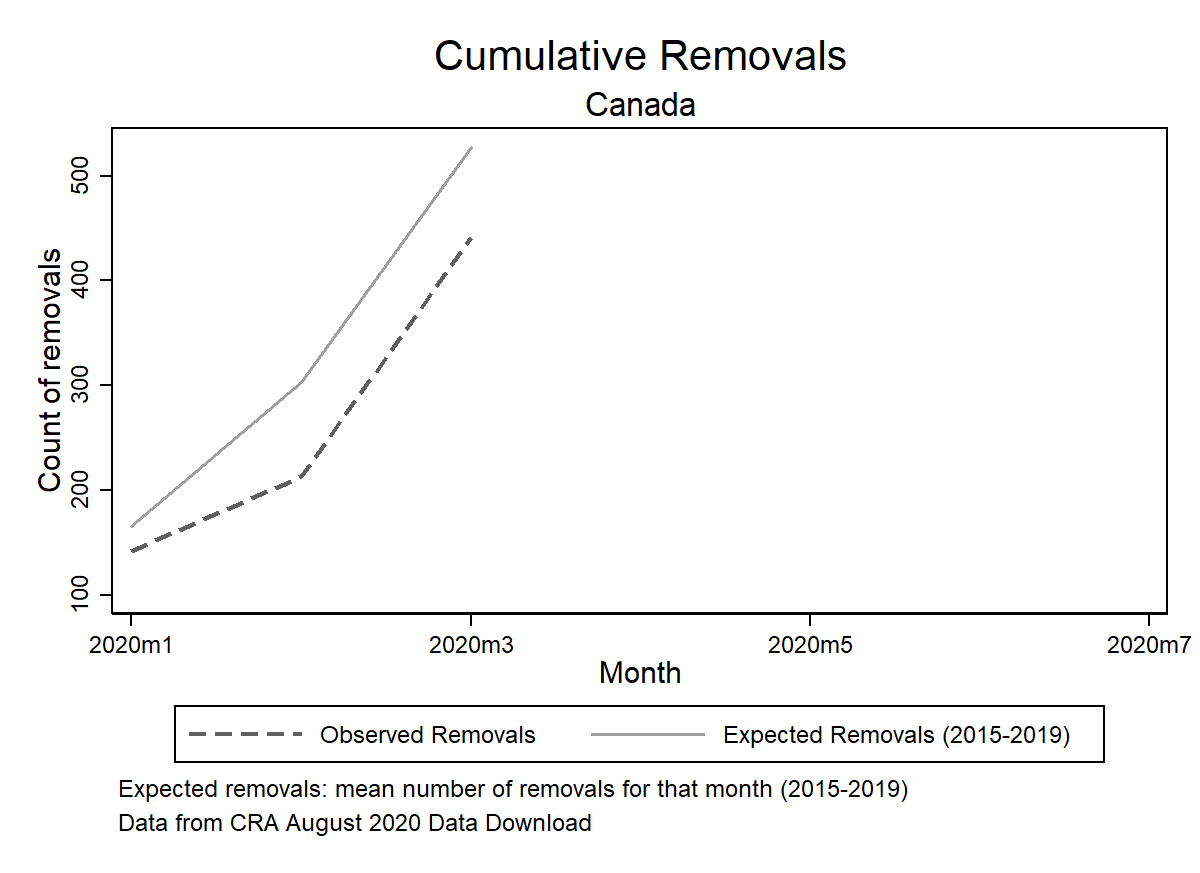 Cumulative Removals
Canada
Count of removals
500
400
300
200
100
2020m1
2020m3
2020m5
2020m7
Month
Observed Removals
Expected Removals (2015-2019)
Expected removals: mean number of removals for that month (2015-2019)
Data from CRA August 2020 Data Download